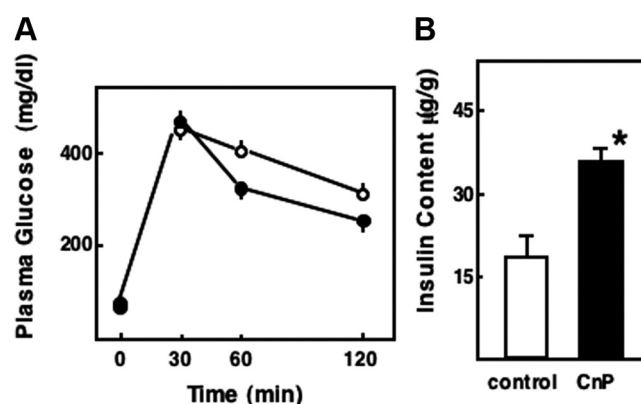 A
Plasma Glucose (mg/dl)
400
200
0 30 60 120
Time (min)
B
Insulin Content µg/g
45
30
15
*
control CnP